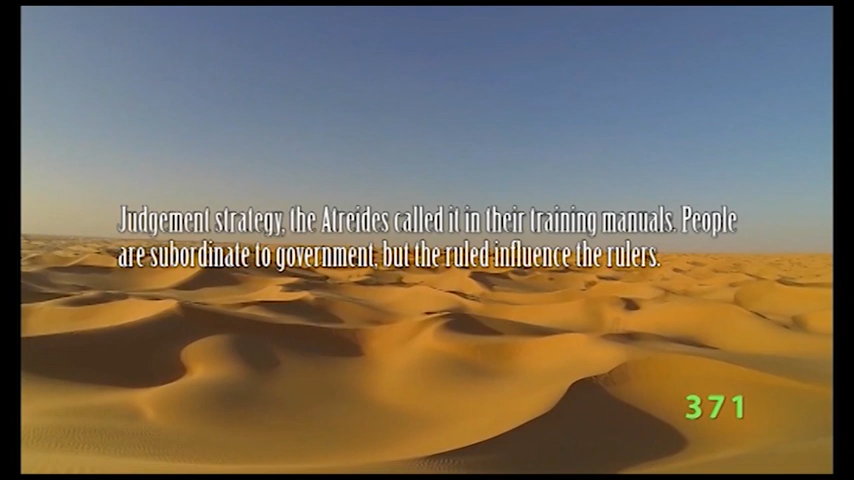 Judgement strategy, the Atreides called it in their training manuals. People
are subordinate to government, but the ruled influence the rulers.
371